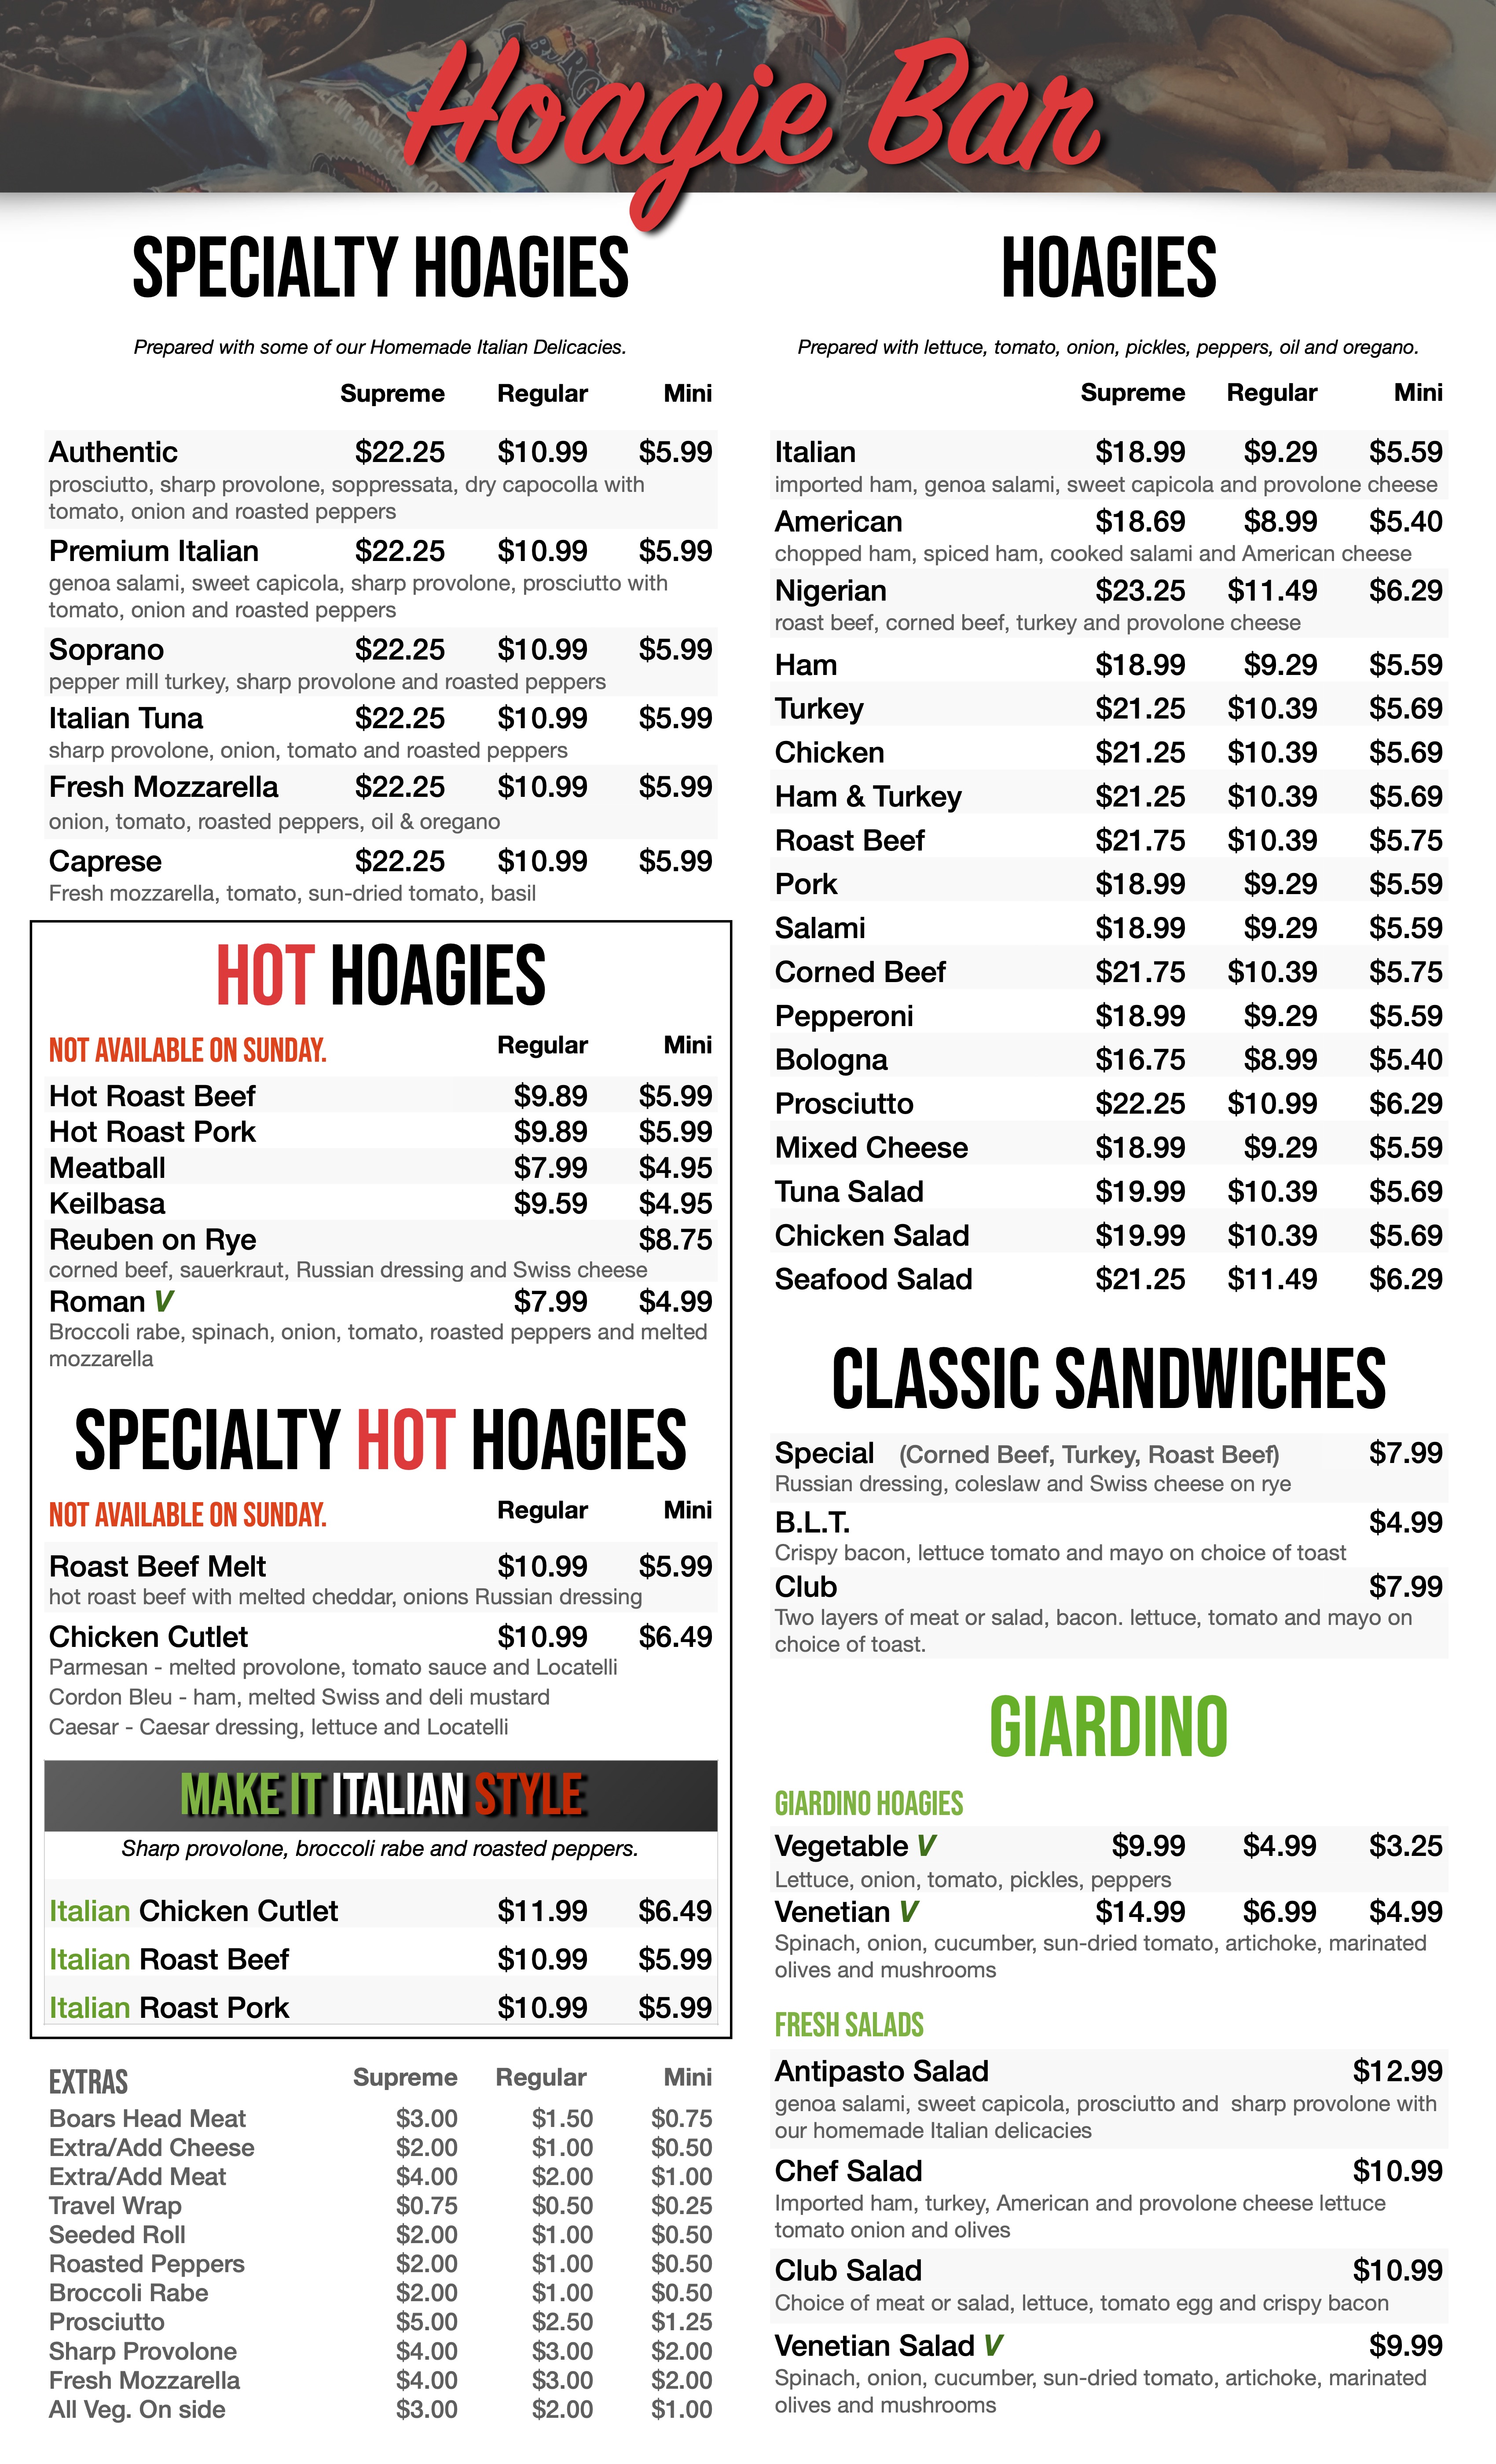 Hoagie Bar
SPECIALTY HOAGIES
Prepared with some of our Homemade Italian Delicacies.
Supreme Regular Mini
Authentic $22.25 $10.99 $5.99
prosciutto, sharp provolone, soppressata, dry capocolla with
tomato, onion and roasted peppers
Premium Italian $22.25 $10.99 $5.99
genoa salami, sweet capicola, sharp provolone, prosciutto with
tomato, onion and roasted peppers
Soprano $22.25 $10.99 $5.99
pepper mill turkey, sharp provolone and roasted peppers
Italian Tuna $22.25 $10.99 $5.99
sharp provolone, onion, tomato and roasted peppers
Fresh Mozzarella $22.25 $10.99 $5.99
onion, tomato, roasted peppers, oil & oregano
Caprese $22.25 $10.99 $5.99
Fresh mozzarella, tomato, sun-dried tomato, basil
HOT HOAGIES
NOT AVAILABLE ON SUNDAY. Regular Mini
Hot Roast Beef $9.89 $5.99
Hot Roast Pork $9.89 $5.99
Meatball $7.99 $4.95
Keilbasa $9.59 $4.95
Reuben on Rye $8.75
corned beef, sauerkraut, Russian dressing and Swiss cheese
Roman V $7.99 $4.99
Broccoli rabe, spinach, onion, tomato, roasted peppers and melted
mozzarella
SPECIALTY HOT HOAGIES
NOT AVAILABLE ON SUNDAY. Regular Mini
Roast Beef Melt $10.99 $5.99
hot roast beef with melted cheddar, onions Russian dressing
Chicken Cutlet $10.99 $6.49
Parmesan - melted provolone, tomato sauce and Locatelli
Cordon Bleu - ham, melted Swiss and deli mustard
Caesar - Caesar dressing, lettuce and Locatelli
MAKE IT ITALIAN STYLE
Sharp provolone, broccoli rabe and roasted peppers.
Italian Chicken Cutlet $11.99 $6.49
Italian Roast Beef $10.99 $5.99
Italian Roast Pork $10.99 $5.99
EXTRAS Supreme Regular Mini
Boars Head Meat $3.00 $1.50 $0.75
Extra/Add Cheese $2.00 $1.00 $0.50
Extra/Add Meat $4.00 $2.00 $1.00
Travel Wrap $0.75 $0.50 $0.25
Seeded Roll $2.00 $1.00 $0.50
Roasted Peppers $2.00 $1.00 $0.50
Broccoli Rabe $2.00 $1.00 $0.50
Prosciutto $5.00 $2.50 $1.25
Sharp Provolone $4.00 $3.00 $2.00
Fresh Mozzarella $4.00 $3.00 $2.00
All Veg. On side $3.00 $2.00 $1.00
HOAGIES
Prepared with lettuce, tomato, onion, pickles, peppers, oil and oregano.
Supreme Regular Mini
Italian $18.99 $9.29 $5.59
imported ham, genoa salami, sweet capicola and provolone cheese
American $18.69 $8.99 $5.40
chopped ham, spiced ham, cooked salami and American cheese
Nigerian $23.25 $11.49 $6.29
roast beef, corned beef, turkey and provolone cheese
Ham $18.99 $9.29 $5.59
Turkey $21.25 $10.39 $5.69
Chicken $21.25 $10.39 $5.69
Ham & Turkey $21.25 $10.39 $5.69
Roast Beef $21.75 $10.39 $5.75
Pork $18.99 $9.29 $5.59
Salami $18.99 $9.29 $5.59
Corned Beef $21.75 $10.39 $5.75
Pepperoni $18.99 $9.29 $5.59
Bologna $16.75 $8.99 $5.40
Prosciutto $22.25 $10.99 $6.29
Mixed Cheese $18.99 $9.29 $5.59
Tuna Salad $19.99 $10.39 $5.69
Chicken Salad $19.99 $10.39 $5.69
Seafood Salad $21.25 $11.49 $6.29
CLASSIC SANDWICHES
Special (Corned Beef, Turkey, Roast Beef) $7.99
Russian dressing, coleslaw and Swiss cheese on rye
B.L.T. $4.99
Crispy bacon, lettuce tomato and mayo on choice of toast
Club $7.99
Two layers of meat or salad, bacon. lettuce, tomato and mayo on
choice of toast.
GIARDINO
GIARDINO HOAGIES
Vegetable V $9.99 $4.99 $3.25
Lettuce, onion, tomato, pickles, peppers
Venetian V $14.99 $6.99 $4.99
Spinach, onion, cucumber, sun-dried tomato, artichoke, marinated
olives and mushrooms
FRESH SALADS
Antipasto Salad $12.99
genoa salami, sweet capicola, prosciutto and sharp provolone with
our homemade Italian delicacies
Chef Salad $10.99
Imported ham, turkey, American and provolone cheese lettuce
tomato onion and olives
Club Salad $10.99
Choice of meat or salad, lettuce, tomato egg and crispy bacon
Venetian Salad V $9.99
Spinach, onion, cucumber, sun-dried tomato, artichoke, marinated
olives and mushrooms